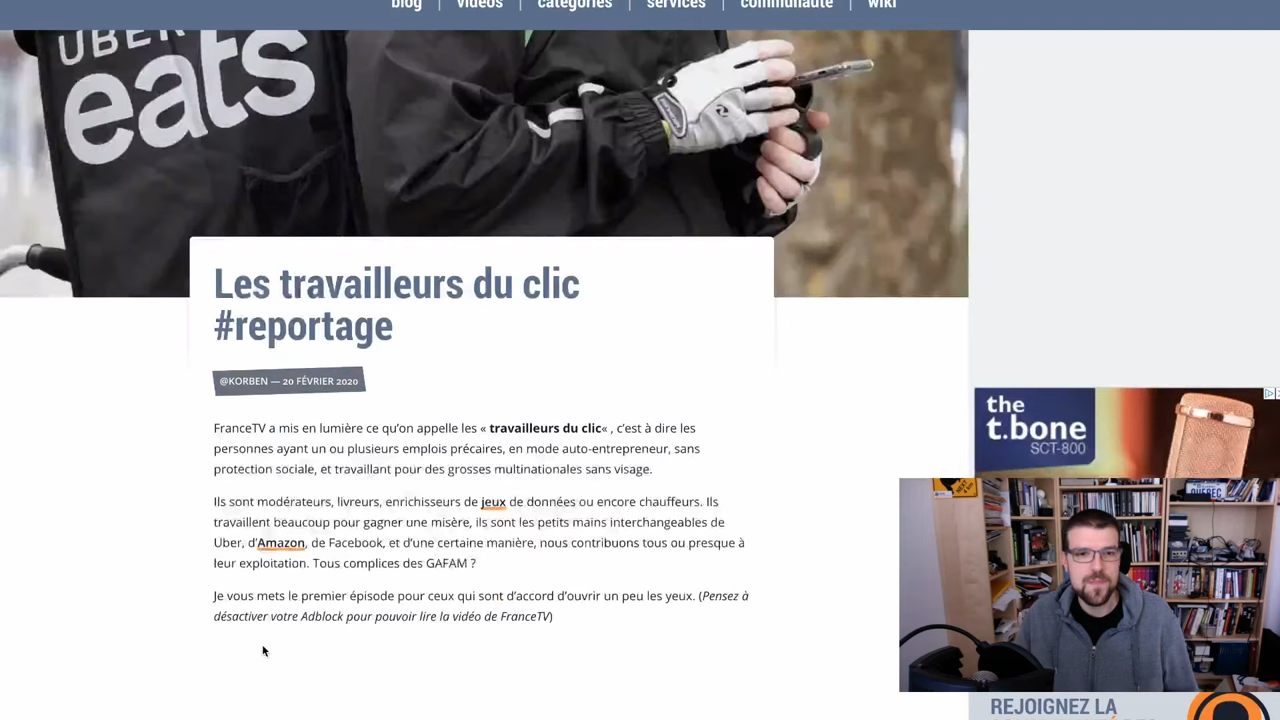 blog | vidéos | catégories | services | communauté | wiki
UBER
eats
Les travailleurs du clic
#reportage
@KORBEN — 20 FÉVRIER 2020
FranceTV a mis en lumière ce qu'on appelle les « travailleurs du clic« , c'est à dire les
personnes ayant un ou plusieurs emplois précaires, en mode auto-entrepreneur, sans
protection sociale, et travaillant pour des grosses multinationales sans visage.
Ils sont modérateurs, livreurs, enrichisseurs de jeux de données ou encore chauffeurs. Ils
travaillent beaucoup pour gagner une misère, ils sont les petits mains interchangeables de
Uber, d'Amazon, de Facebook, et d'une certaine manière, nous contribuons tous ou presque à
leur exploitation. Tous complices des GAFAM ?
Je vous mets le premier épisode pour ceux qui sont d'accord d'ouvrir un peu les yeux. (Pensez à
désactiver votre Adblock pour pouvoir lire la vidéo de FranceTV)
the
t.bone
SCT-800
QUÉBEC
REJOIGNEZ LA